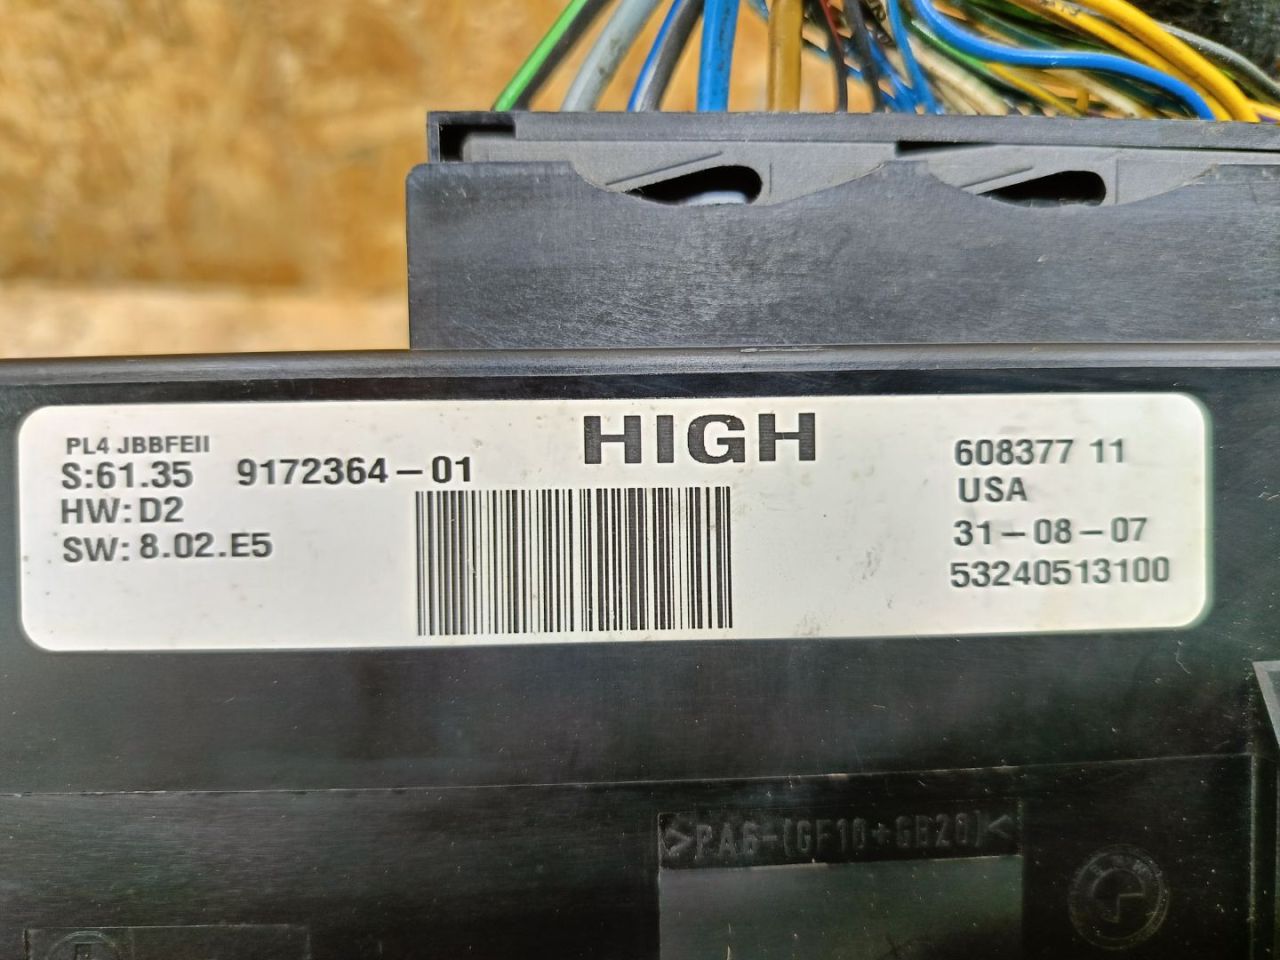 PL4 JBBFEII
S:61.35 9172364-01
HW: D2
SW: 8.02.E5
HIGH
608377 11
USA
31-08-07
53240513100
>PA6-(GF10+GB20)<
BMW